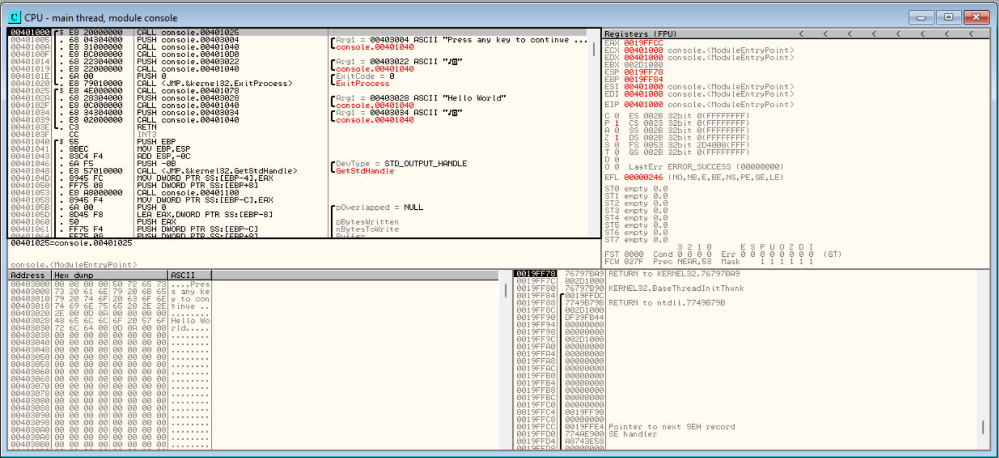 CPU - main thread, module console
00401000 $ E8 20000000 CALL console.00401025
00401005 . 68 04304000 PUSH console.00403004 Arg1 = 00403004 ASCII "Press any key to continue ...
0040100A . E8 31000000 CALL console.00401040 console.00401040
0040100F . E8 BC000000 CALL console.004010D0
00401014 . 68 22304000 PUSH console.00403022 Arg1 = 00403022 ASCII "♪◙"
00401019 . E8 22000000 CALL console.00401040 console.00401040
0040101E . 6A 00 PUSH 0 ExitCode = 0
00401020 . E8 79010000 CALL <JMP.&kernel32.ExitProcess> ExitProcess
00401025 $ E8 4E000000 CALL console.00401078
0040102A . 68 28304000 PUSH console.00403028 Arg1 = 00403028 ASCII "Hello World"
0040102F . E8 0C000000 CALL console.00401040 console.00401040
00401034 . 68 34304000 PUSH console.00403034 Arg1 = 00403034 ASCII "♪◙"
00401039 . E8 02000000 CALL console.00401040 console.00401040
0040103E . C3 RETN
0040103F CC INT3
00401040 $ 55 PUSH EBP
00401041 . 8BEC MOV EBP,ESP
00401043 . 83C4 F4 ADD ESP,-0C
00401046 . 6A F5 PUSH -0B DevType = STD_OUTPUT_HANDLE
00401048 . E8 57010000 CALL <JMP.&kernel32.GetStdHandle> GetStdHandle
0040104D . 8945 FC MOV DWORD PTR SS:[EBP-4],EAX
00401050 . FF75 08 PUSH DWORD PTR SS:[EBP+8]
00401053 . E8 A8000000 CALL console.00401100
00401058 . 8945 F4 MOV DWORD PTR SS:[EBP-C],EAX
0040105B . 6A 00 PUSH 0 pOverlapped = NULL
0040105D . 8D45 F8 LEA EAX,DWORD PTR SS:[EBP-8]
00401060 . 50 PUSH EAX pBytesWritten
00401061 . FF75 F4 PUSH DWORD PTR SS:[EBP-C] nBytesToWrite
00401064 . FF75 08 PUSH DWORD PTR SS:[EBP+8] Buffer
00401025=console.00401025
console.<ModuleEntryPoint>
Registers (FPU) < < < < < < < <
EAX 0019FFCC
ECX 00401000 console.<ModuleEntryPoint>
EDX 00401000 console.<ModuleEntryPoint>
EBX 002D1000
ESP 0019FF78
EBP 0019FF84
ESI 00401000 console.<ModuleEntryPoint>
EDI 00401000 console.<ModuleEntryPoint>
EIP 00401000 console.<ModuleEntryPoint>
C 0 ES 002B 32bit 0(FFFFFFFF)
P 1 CS 0023 32bit 0(FFFFFFFF)
A 0 SS 002B 32bit 0(FFFFFFFF)
Z 1 DS 002B 32bit 0(FFFFFFFF)
S 0 FS 0053 32bit 2D4000(FFF)
T 0 GS 002B 32bit 0(FFFFFFFF)
D 0
O 0 LastErr ERROR_SUCCESS (00000000)
EFL 00000246 (NO,NB,E,BE,NS,PE,GE,LE)
ST0 empty 0.0
ST1 empty 0.0
ST2 empty 0.0
ST3 empty 0.0
ST4 empty 0.0
ST5 empty 0.0
ST6 empty 0.0
ST7 empty 0.0
3 2 1 0 E S P U O Z D I
FST 0000 Cond 0 0 0 0 Err 0 0 0 0 0 0 0 0 (GT)
FCW 027F Prec NEAR,53 Mask 1 1 1 1 1 1
Address Hex dump ASCII
00403000 00 00 00 00 50 72 65 73 ....Pres
00403008 73 20 61 6E 79 20 6B 65 s any ke
00403010 79 20 74 6F 20 63 6F 6E y to con
00403018 74 69 6E 75 65 20 2E 2E tinue ..
00403020 2E 00 0D 0A 00 00 00 00 ........
00403028 48 65 6C 6C 6F 20 57 6F Hello Wo
00403030 72 6C 64 00 0D 0A 00 00 rld.....
00403038 00 00 00 00 00 00 00 00 ........
00403040 00 00 00 00 00 00 00 00 ........
00403048 00 00 00 00 00 00 00 00 ........
00403050 00 00 00 00 00 00 00 00 ........
00403058 00 00 00 00 00 00 00 00 ........
00403060 00 00 00 00 00 00 00 00 ........
00403068 00 00 00 00 00 00 00 00 ........
00403070 00 00 00 00 00 00 00 00 ........
00403078 00 00 00 00 00 00 00 00 ........
00403080 00 00 00 00 00 00 00 00 ........
00403088 00 00 00 00 00 00 00 00 ........
00403090 00 00 00 00 00 00 00 00 ........
00403098 00 00 00 00 00 00 00 00 ........
004030A0 00 00 00 00 00 00 00 00 ........
004030A8 00 00 00 00 00 00 00 00 ........
004030B0 00 00 00 00 00 00 00 00 ........
0019FF78 76797BA9 RETURN to KERNEL32.76797BA9
0019FF7C 002D1000
0019FF80 76797B90 KERNEL32.BaseThreadInitThunk
0019FF84 0019FFDC
0019FF88 7749B79B RETURN to ntdll.7749B79B
0019FF8C 002D1000
0019FF90 DF39FB44
0019FF94 00000000
0019FF98 00000000
0019FF9C 002D1000
0019FFA0 00000000
0019FFA4 00000000
0019FFA8 00000000
0019FFAC 00000000
0019FFB0 00000000
0019FFB4 00000000
0019FFB8 00000000
0019FFBC 00000000
0019FFC0 00000000
0019FFC4 0019FF90
0019FFC8 00000000
0019FFCC 0019FFE4 Pointer to next SEH record
0019FFD0 774AE900 SE handler
0019FFD4 A8743E58
0019FFD8 00000000